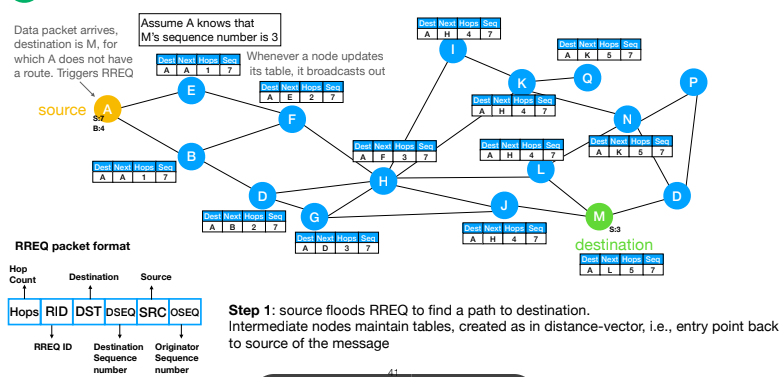 Data packet arrives,
destination is M, for
which A does not have
a route. Triggers RREQ
Assume A knows that
M's sequence number is 3
Whenever a node updates
its table, it broadcasts out
source
A
S:7
B:4
Dest Next Hops Seq
A A 1 7
E
Dest Next Hops Seq
A E 2 7
F
Dest Next Hops Seq
A A 1 7
B
D
Dest Next Hops Seq
A B 2 7
G
Dest Next Hops Seq
A D 3 7
Dest Next Hops Seq
A F 3 7
H
Dest Next Hops Seq
A H 4 7
I
Dest Next Hops Seq
A K 5 7
K
Q
P
Dest Next Hops Seq
A H 4 7
N
Dest Next Hops Seq
A K 5 7
Dest Next Hops Seq
A H 4 7
L
J
Dest Next Hops Seq
A H 4 7
M
S:3
D
destination
Dest Next Hops Seq
A L 5 7
RREQ packet format
Hop
Count
Destination
Source
Hops RID DST DSEQ SRC OSEQ
RREQ ID
Destination
Sequence
number
Originator
Sequence
number
Step 1: source floods RREQ to find a path to destination.
Intermediate nodes maintain tables, created as in distance-vector, i.e., entry point back
to source of the message
41